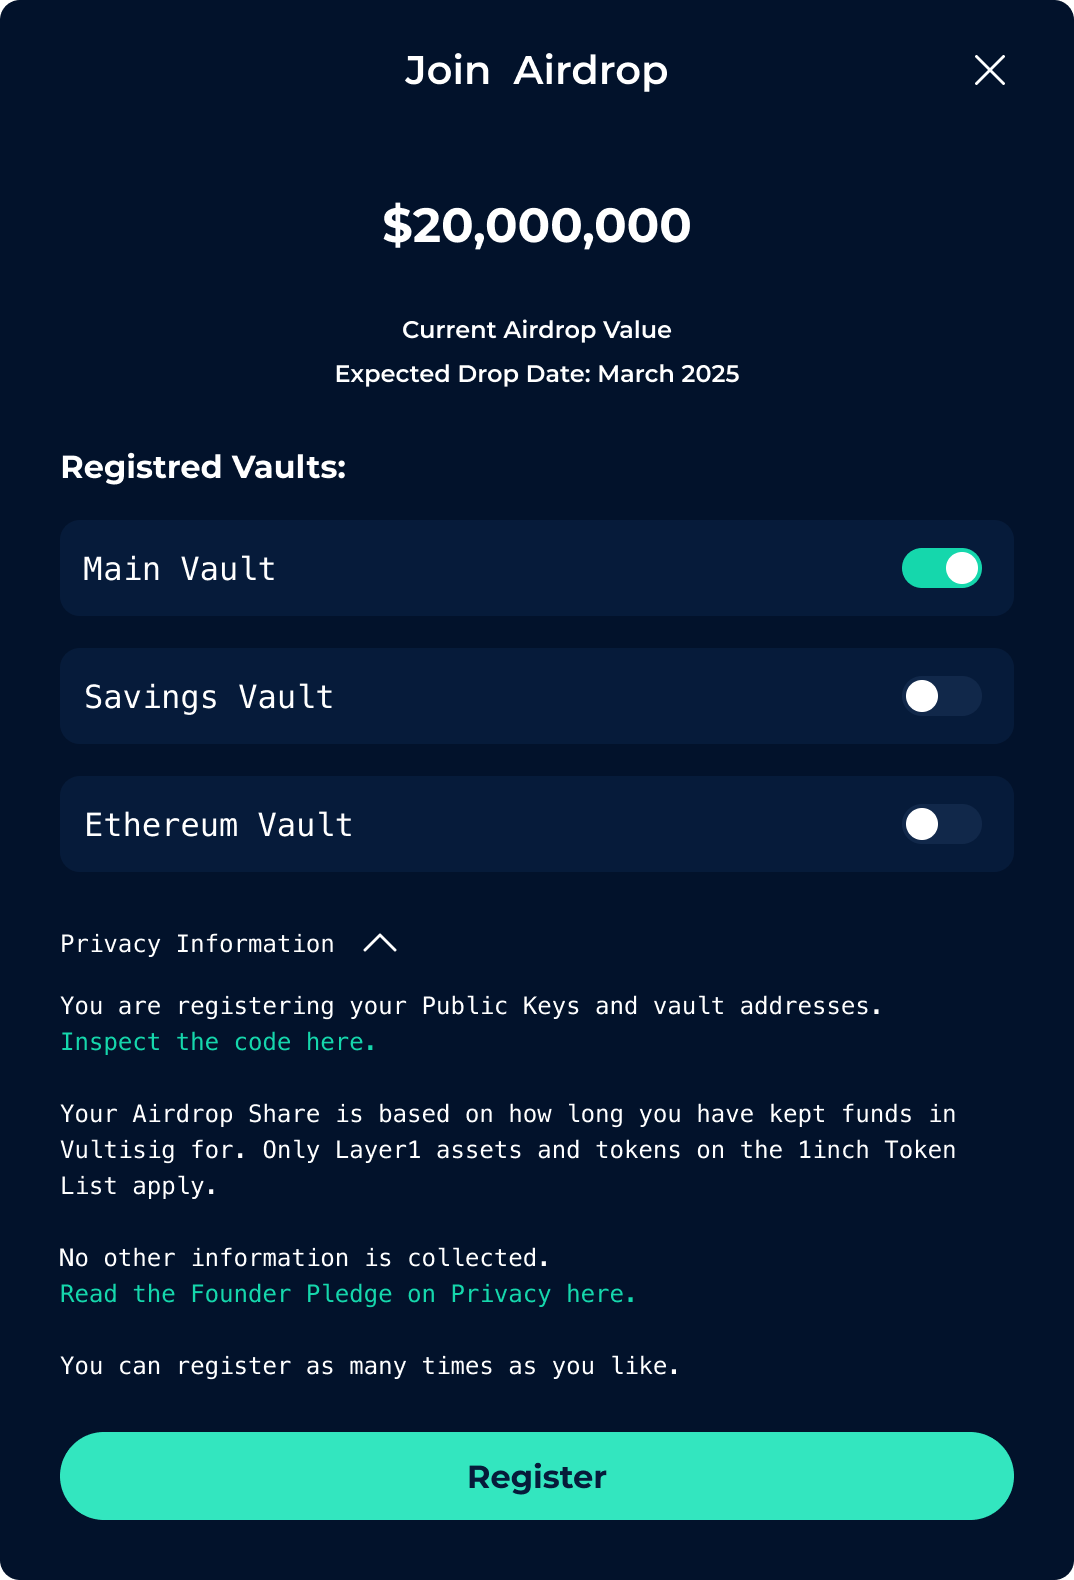 Join Airdrop
$20,000,000
Current Airdrop Value
Expected Drop Date: March 2025
Registred Vaults:
Main Vault
Savings Vault
Ethereum Vault
Privacy Information
You are registering your Public Keys and vault addresses.
Inspect the code here.
Your Airdrop Share is based on how long you have kept funds in
Vultisig for. Only Layer1 assets and tokens on the 1inch Token
List apply.
No other information is collected.
Read the Founder Pledge on Privacy here.
You can register as many times as you like.
Register